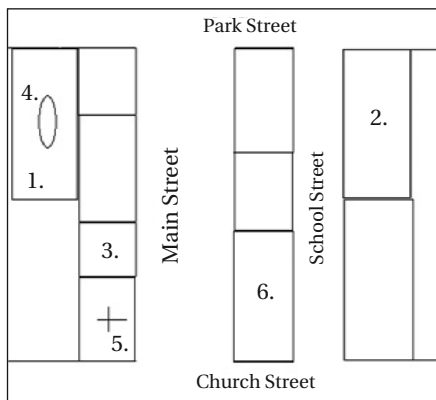 Park Street
4.
2.
1.
Main Street
School Street
3.
6.
5.
Church Street